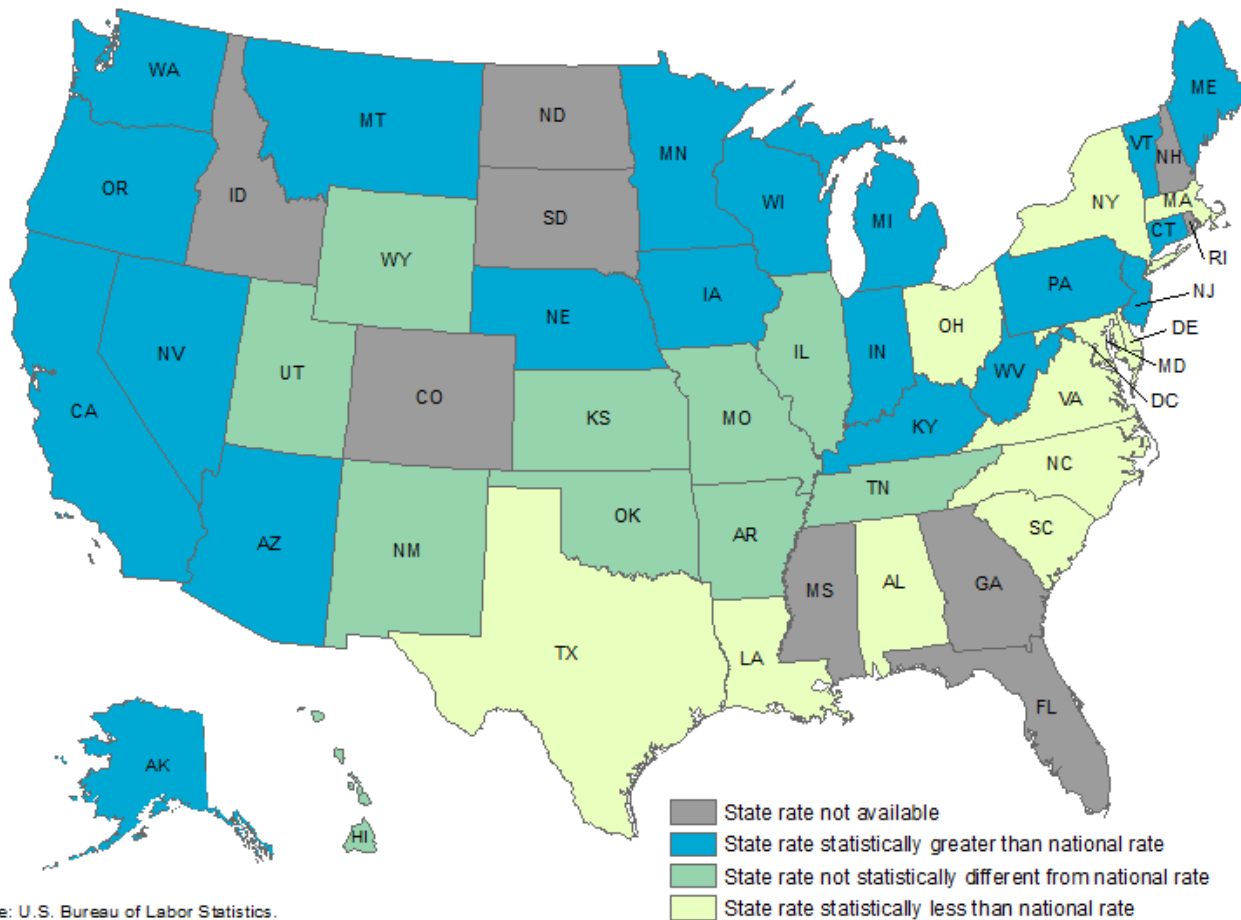 WA
MT
ND
MN
ME
VT
NH
OR
ID
SD
WI
MI
NY
MA
CT
RI
WY
NE
IA
PA
NJ
NV
UT
CO
IL
IN
OH
DE
MD
DC
WV
VA
CA
KS
MO
KY
NC
TN
AZ
NM
OK
AR
SC
MS
AL
GA
TX
LA
FL
AK
HI
State rate not available
State rate statistically greater than national rate
State rate not statistically different from national rate
State rate statistically less than national rate
e: U.S. Bureau of Labor Statistics.